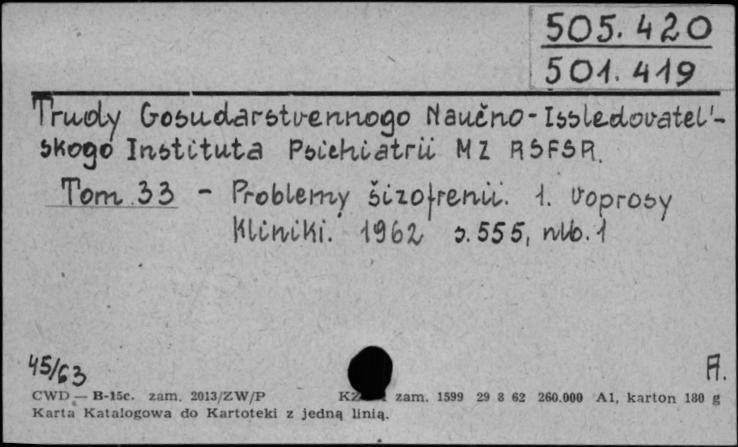 505.420
501.419
Trudy Gosudarstvennogo Naučno-Issledovatel'-
skogo Instituta Psichiatrii MZ RSFSR.
Tom 33 - Problemy šizofrenii. 1. Voprosy
Kliniki. 1962 s. 555, nlb. 1
45/63
A.
CWD — B-15c. zam. 2013/ZW/P zam. 1599 29 8 62 260.000 A1, karton 180 g
Karta Katalogowa do Kartoteki z jedną linią.